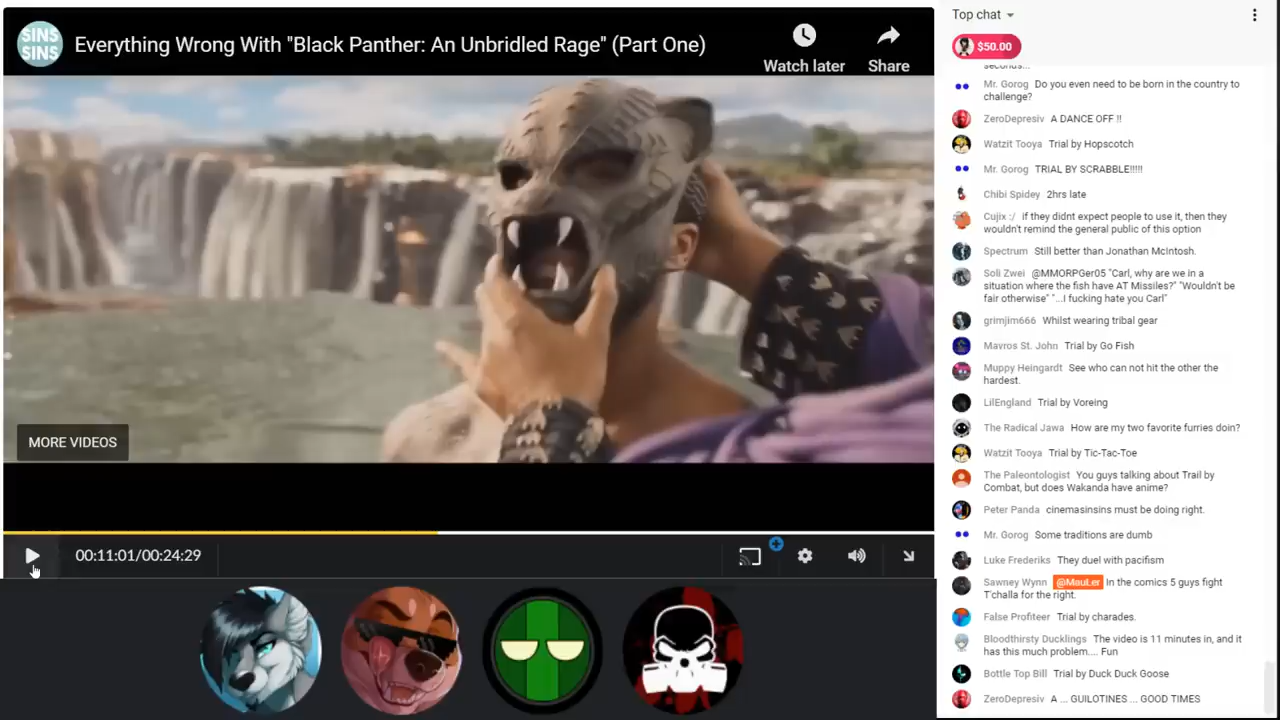 SINS
SINS
Everything Wrong With "Black Panther: An Unbridled Rage" (Part One)
Watch later
Share
MORE VIDEOS
00:11:01/00:24:29
Top chat
$50.00
seconds...
Mr. Gorog Do you even need to be born in the country to
challenge?
ZeroDepresiv A DANCE OFF !!
Watzit Tooya Trial by Hopscotch
Mr. Gorog TRIAL BY SCRABBLE!!!!!
Chibi Spidey 2hrs late
Cujix :/ if they didnt expect people to use it, then they
wouldn't remind the general public of this option
Spectrum Still better than Jonathan McIntosh.
Soli Zwei @MMORPGer05 "Carl, why are we in a
situation where the fish have AT Missiles?" "Wouldn't be
fair otherwise" "...I fucking hate you Carl"
grimjim666 Whilst wearing tribal gear
Mavros St. John Trial by Go Fish
Muppy Heingardt See who can not hit the other the
hardest.
LilEngland Trial by Voreing
The Radical Jawa How are my two favorite furries doin?
Watzit Tooya Trial by Tic-Tac-Toe
The Paleontologist You guys talking about Trail by
Combat, but does Wakanda have anime?
Peter Panda cinemasinsins must be doing right.
Mr. Gorog Some traditions are dumb
Luke Frederiks They duel with pacifism
Sawney Wynn @MauLer In the comics 5 guys fight
T'challa for the right.
False Profiteer Trial by charades.
Bloodthirsty Ducklings The video is 11 minutes in, and it
has this much problem.... Fun
Bottle Top Bill Trial by Duck Duck Goose
ZeroDepresiv A ... GUILOTINES .... GOOD TIMES